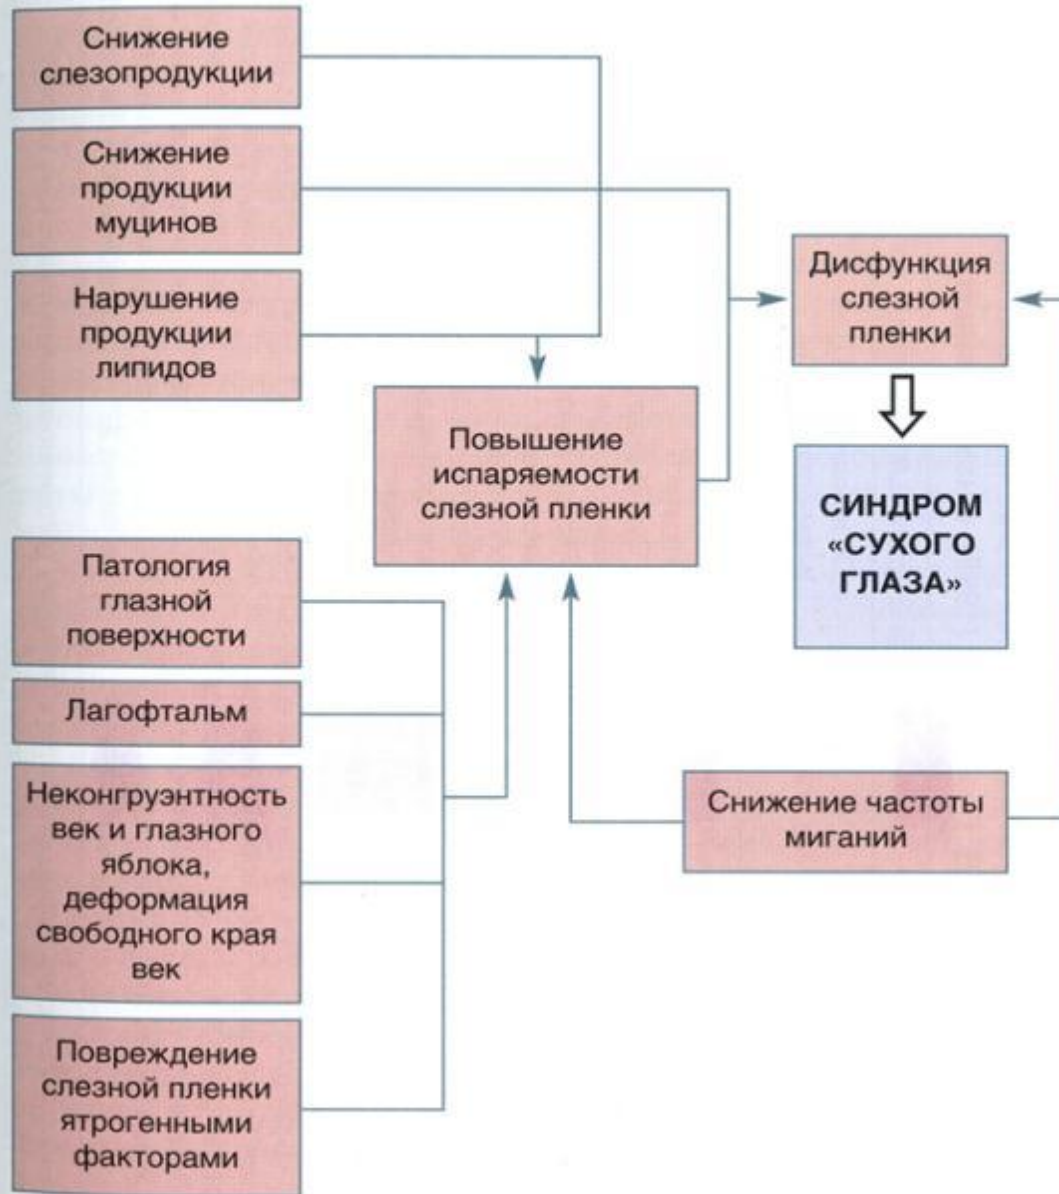 Снижение
слезопродукции
Снижение
продукции
муцинов
Нарушение
продукции
липидов
Повышение
испаряемости
слезной пленки
Дисфункция
слезной
пленки
СИНДРОМ
«СУХОГО
ГЛАЗА»
Патология
глазной
поверхности
Лагофтальм
Неконгруэнтность
век и глазного
яблока,
деформация
свободного края
век
Снижение частоты
миганий
Повреждение
слезной пленки
ятрогенными
факторами